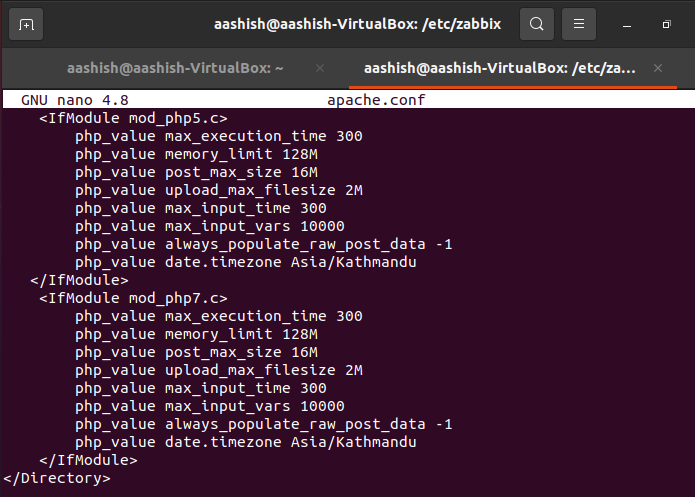 aashish@aashish-VirtualBox: /etc/zabbix
aashish@aashish-VirtualBox: ~
aashish@aashish-VirtualBox: /etc/za...
GNU nano 4.8 apache.conf
<IfModule mod_php5.c>
php_value max_execution_time 300
php_value memory_limit 128M
php_value post_max_size 16M
php_value upload_max_filesize 2M
php_value max_input_time 300
php_value max_input_vars 10000
php_value always_populate_raw_post_data -1
php_value date.timezone Asia/Kathmandu
</IfModule>
<IfModule mod_php7.c>
php_value max_execution_time 300
php_value memory_limit 128M
php_value post_max_size 16M
php_value upload_max_filesize 2M
php_value max_input_time 300
php_value max_input_vars 10000
php_value always_populate_raw_post_data -1
php_value date.timezone Asia/Kathmandu
</IfModule>
</Directory>